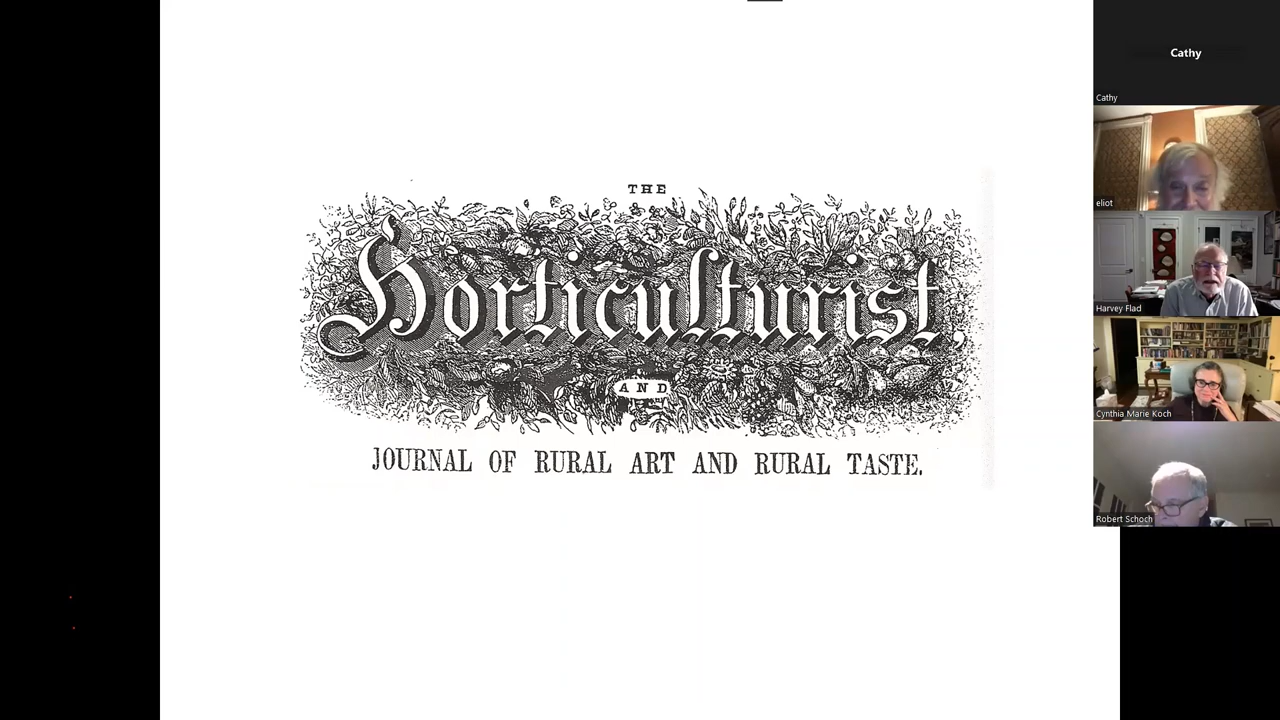 THE
Horticulturist,
AND
JOURNAL OF RURAL ART AND RURAL TASTE.
Cathy
Cathy
eliot
Harvey Flad
Cynthia Marie Koch
Robert Schoch